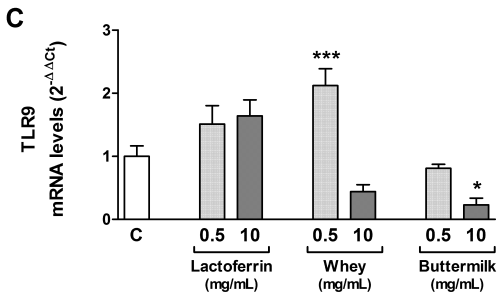 C
TLR9
mRNA levels (2-ΔΔCt)
3
2
1
0
***
*
C 0.5 10 0.5 10 0.5 10
Lactoferrin Whey Buttermilk
(mg/mL) (mg/mL) (mg/mL)